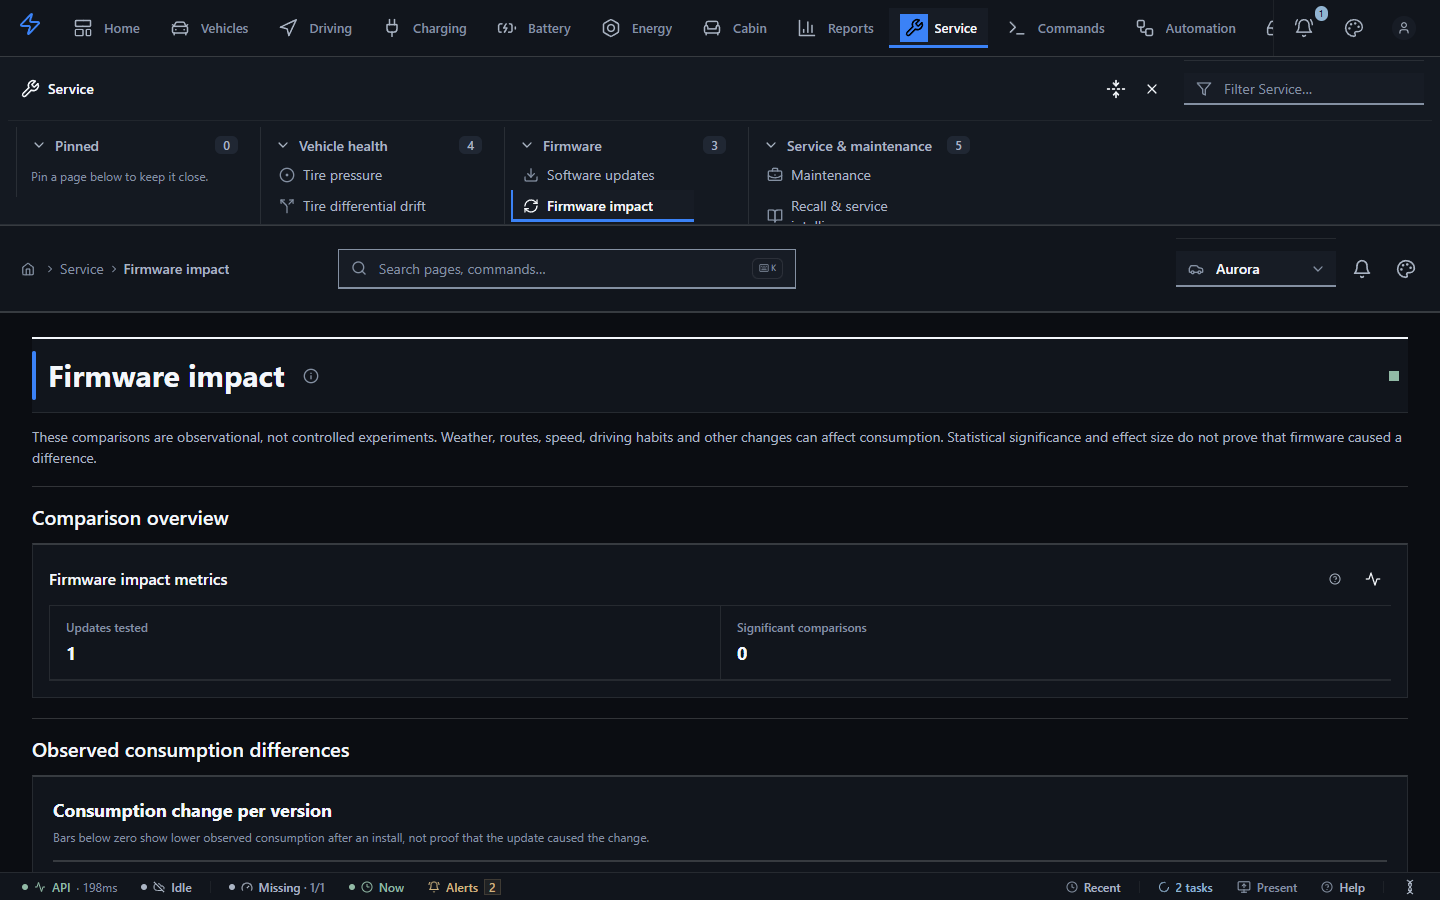 Home Vehicles Driving Charging Battery Energy Cabin Reports Service Commands Automation 1
Service
Filter Service...
Pinned 0
Pin a page below to keep it close.
Vehicle health 4
Tire pressure
Tire differential drift
Firmware 3
Software updates
Firmware impact
Service & maintenance 5
Maintenance
Recall & service
Service Firmware impact
Search pages, commands...
K
Aurora
Firmware impact
These comparisons are observational, not controlled experiments. Weather, routes, speed, driving habits and other changes can affect consumption. Statistical significance and effect size do not prove that firmware caused a
difference.
Comparison overview
Firmware impact metrics
Updates tested
1
Significant comparisons
0
Observed consumption differences
Consumption change per version
Bars below zero show lower observed consumption after an install, not proof that the update caused the change.
API · 198ms Idle Missing · 1/1 Now Alerts 2 Recent 2 tasks Present Help